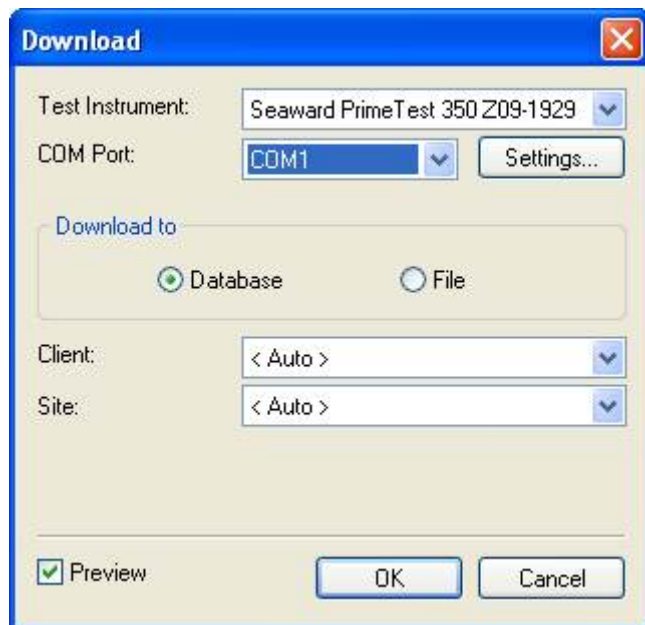 Download
Test Instrument: Seaward PrimeTest 350 Z09-1929
COM Port: COM1 Settings...
Download to
Database File
Client: < Auto >
Site: < Auto >
Preview OK Cancel